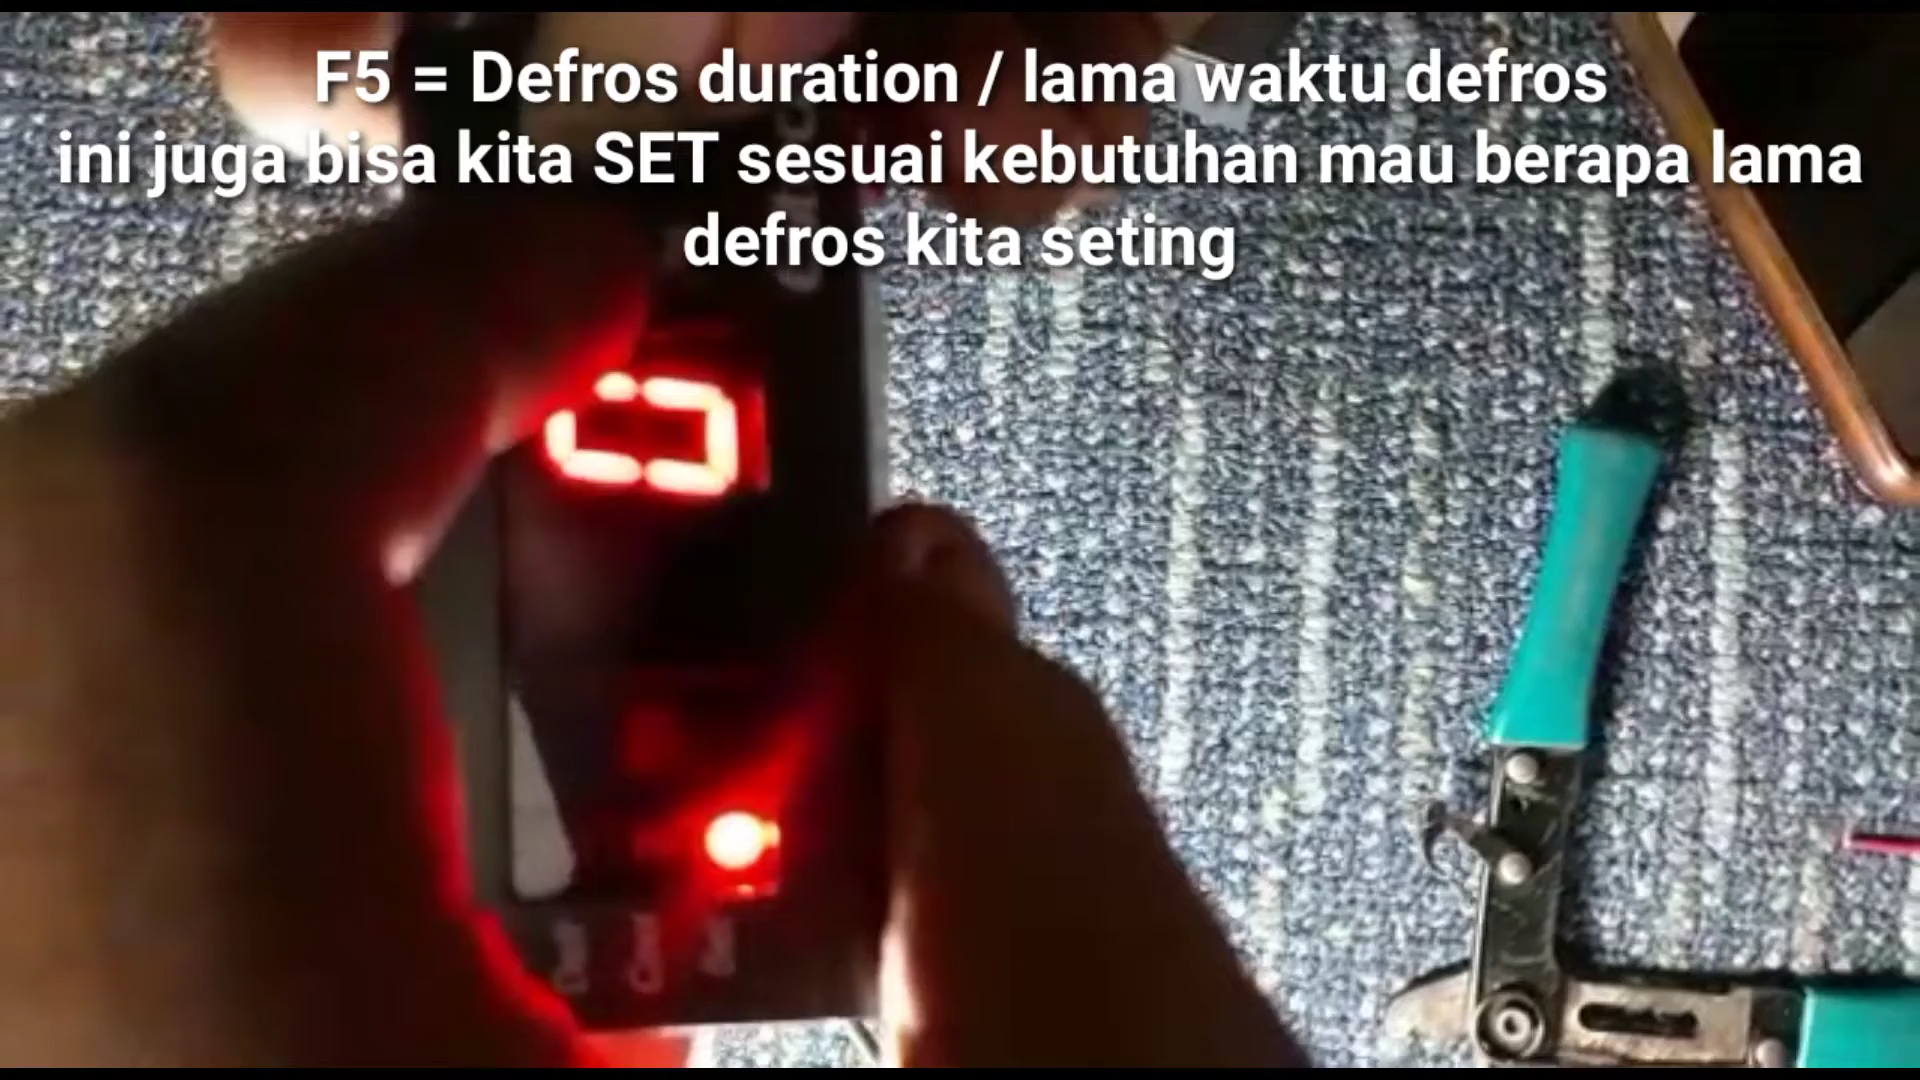 F5 = Defros duration / lama waktu defros
ini juga bisa kita SET sesuai kebutuhan mau berapa lama
defros kita seting